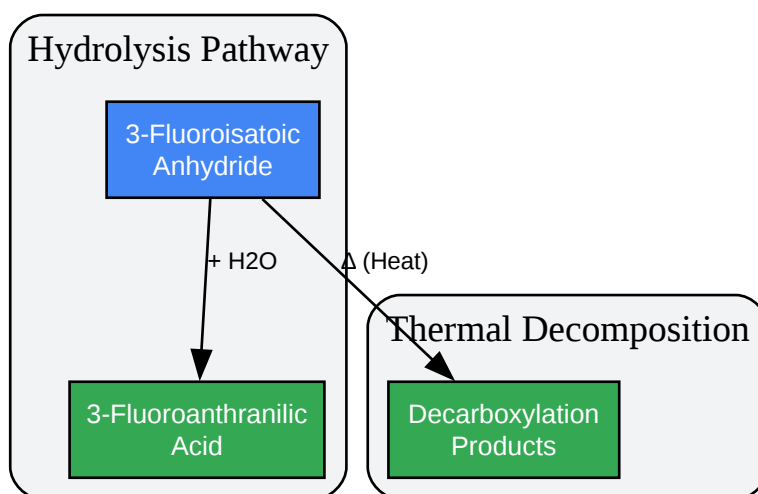 Hydrolysis Pathway
3-Fluoroisatoic
Anhydride
+ H2O
Δ (Heat)
Thermal Decomposition
3-Fluoroanthranilic
Acid
Decarboxylation
Products